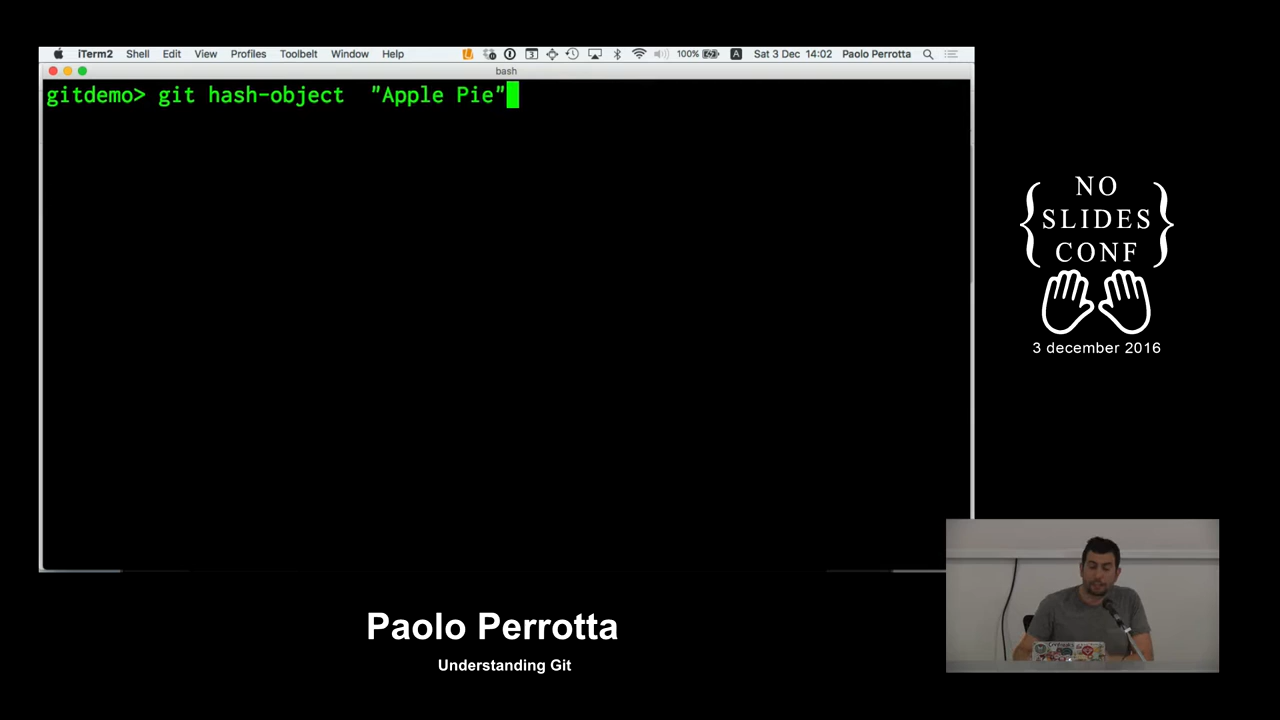 iTerm2 Shell Edit View Profiles Toolbelt Window Help 100% Sat 3 Dec 14:02 Paolo Perrotta
bash
gitdemo> git hash-object  "Apple Pie"
NO
SLIDES
CONF
3 december 2016
Paolo Perrotta
Understanding Git